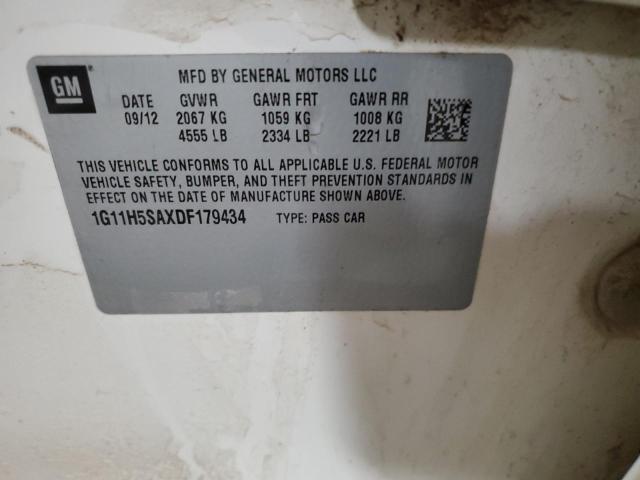 GM
MFD BY GENERAL MOTORS LLC
DATE GVWR GAWR FRT GAWR RR
09/12 2067 KG 1059 KG 1008 KG
4555 LB 2334 LB 2221 LB
THIS VEHICLE CONFORMS TO ALL APPLICABLE U.S. FEDERAL MOTOR
VEHICLE SAFETY, BUMPER, AND THEFT PREVENTION STANDARDS IN
EFFECT ON THE DATE OF MANUFACTURE SHOWN ABOVE.
1G11H5SAXDF179434 TYPE: PASS CAR